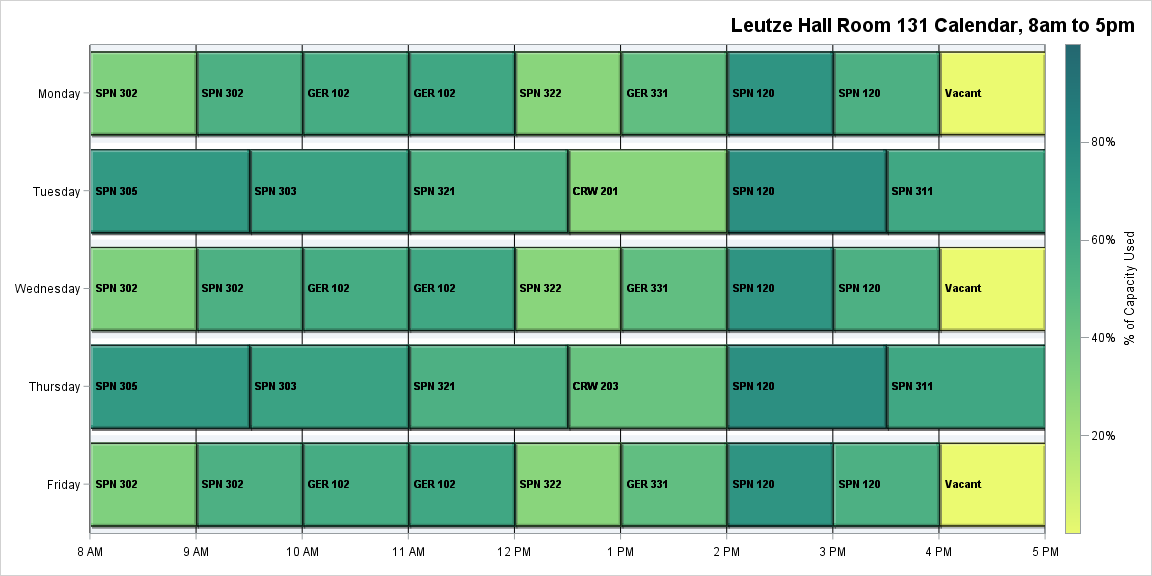 Leutze Hall Room 131 Calendar, 8am to 5pm
Monday
SPN 302
SPN 302
GER 102
GER 102
SPN 322
GER 331
SPN 120
SPN 120
Vacant
Tuesday
SPN 305
SPN 303
SPN 321
CRW 201
SPN 120
SPN 311
Wednesday
SPN 302
SPN 302
GER 102
GER 102
SPN 322
GER 331
SPN 120
SPN 120
Vacant
Thursday
SPN 305
SPN 303
SPN 321
CRW 203
SPN 120
SPN 311
Friday
SPN 302
SPN 302
GER 102
GER 102
SPN 322
GER 331
SPN 120
SPN 120
Vacant
8 AM
9 AM
10 AM
11 AM
12 PM
1 PM
2 PM
3 PM
4 PM
5 PM
80%
60%
40%
20%
% of Capacity Used